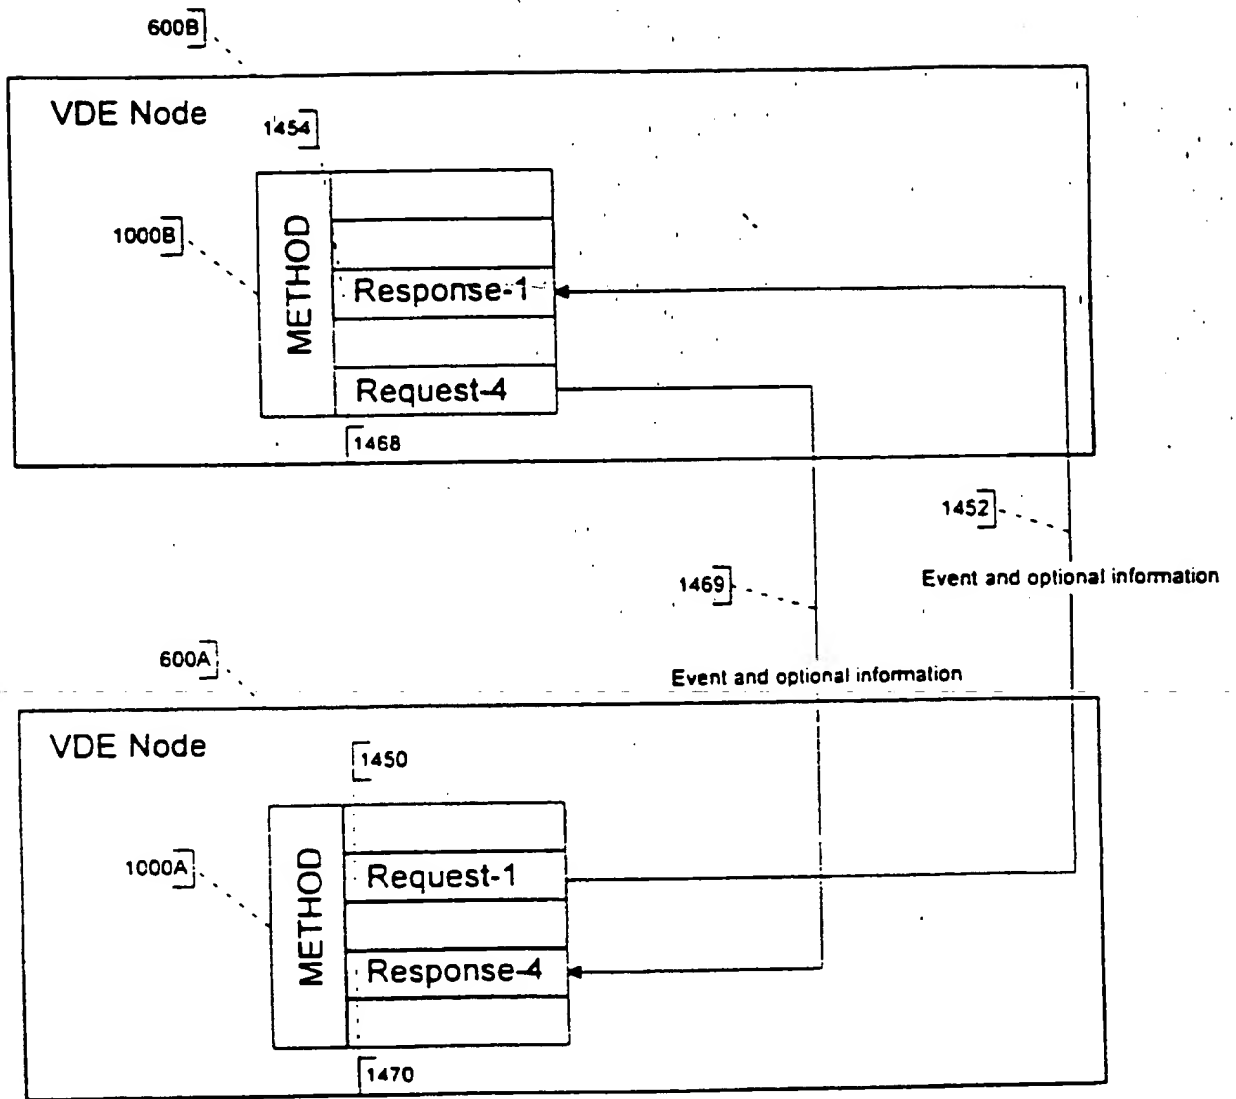 600B
VDE Node
1454
1000B
METHOD
Response-1
Request-4
1468
1452
Event and optional information
1469
600A
Event and optional information
VDE Node
1450
1000A
METHOD
Request-1
Response-4
1470